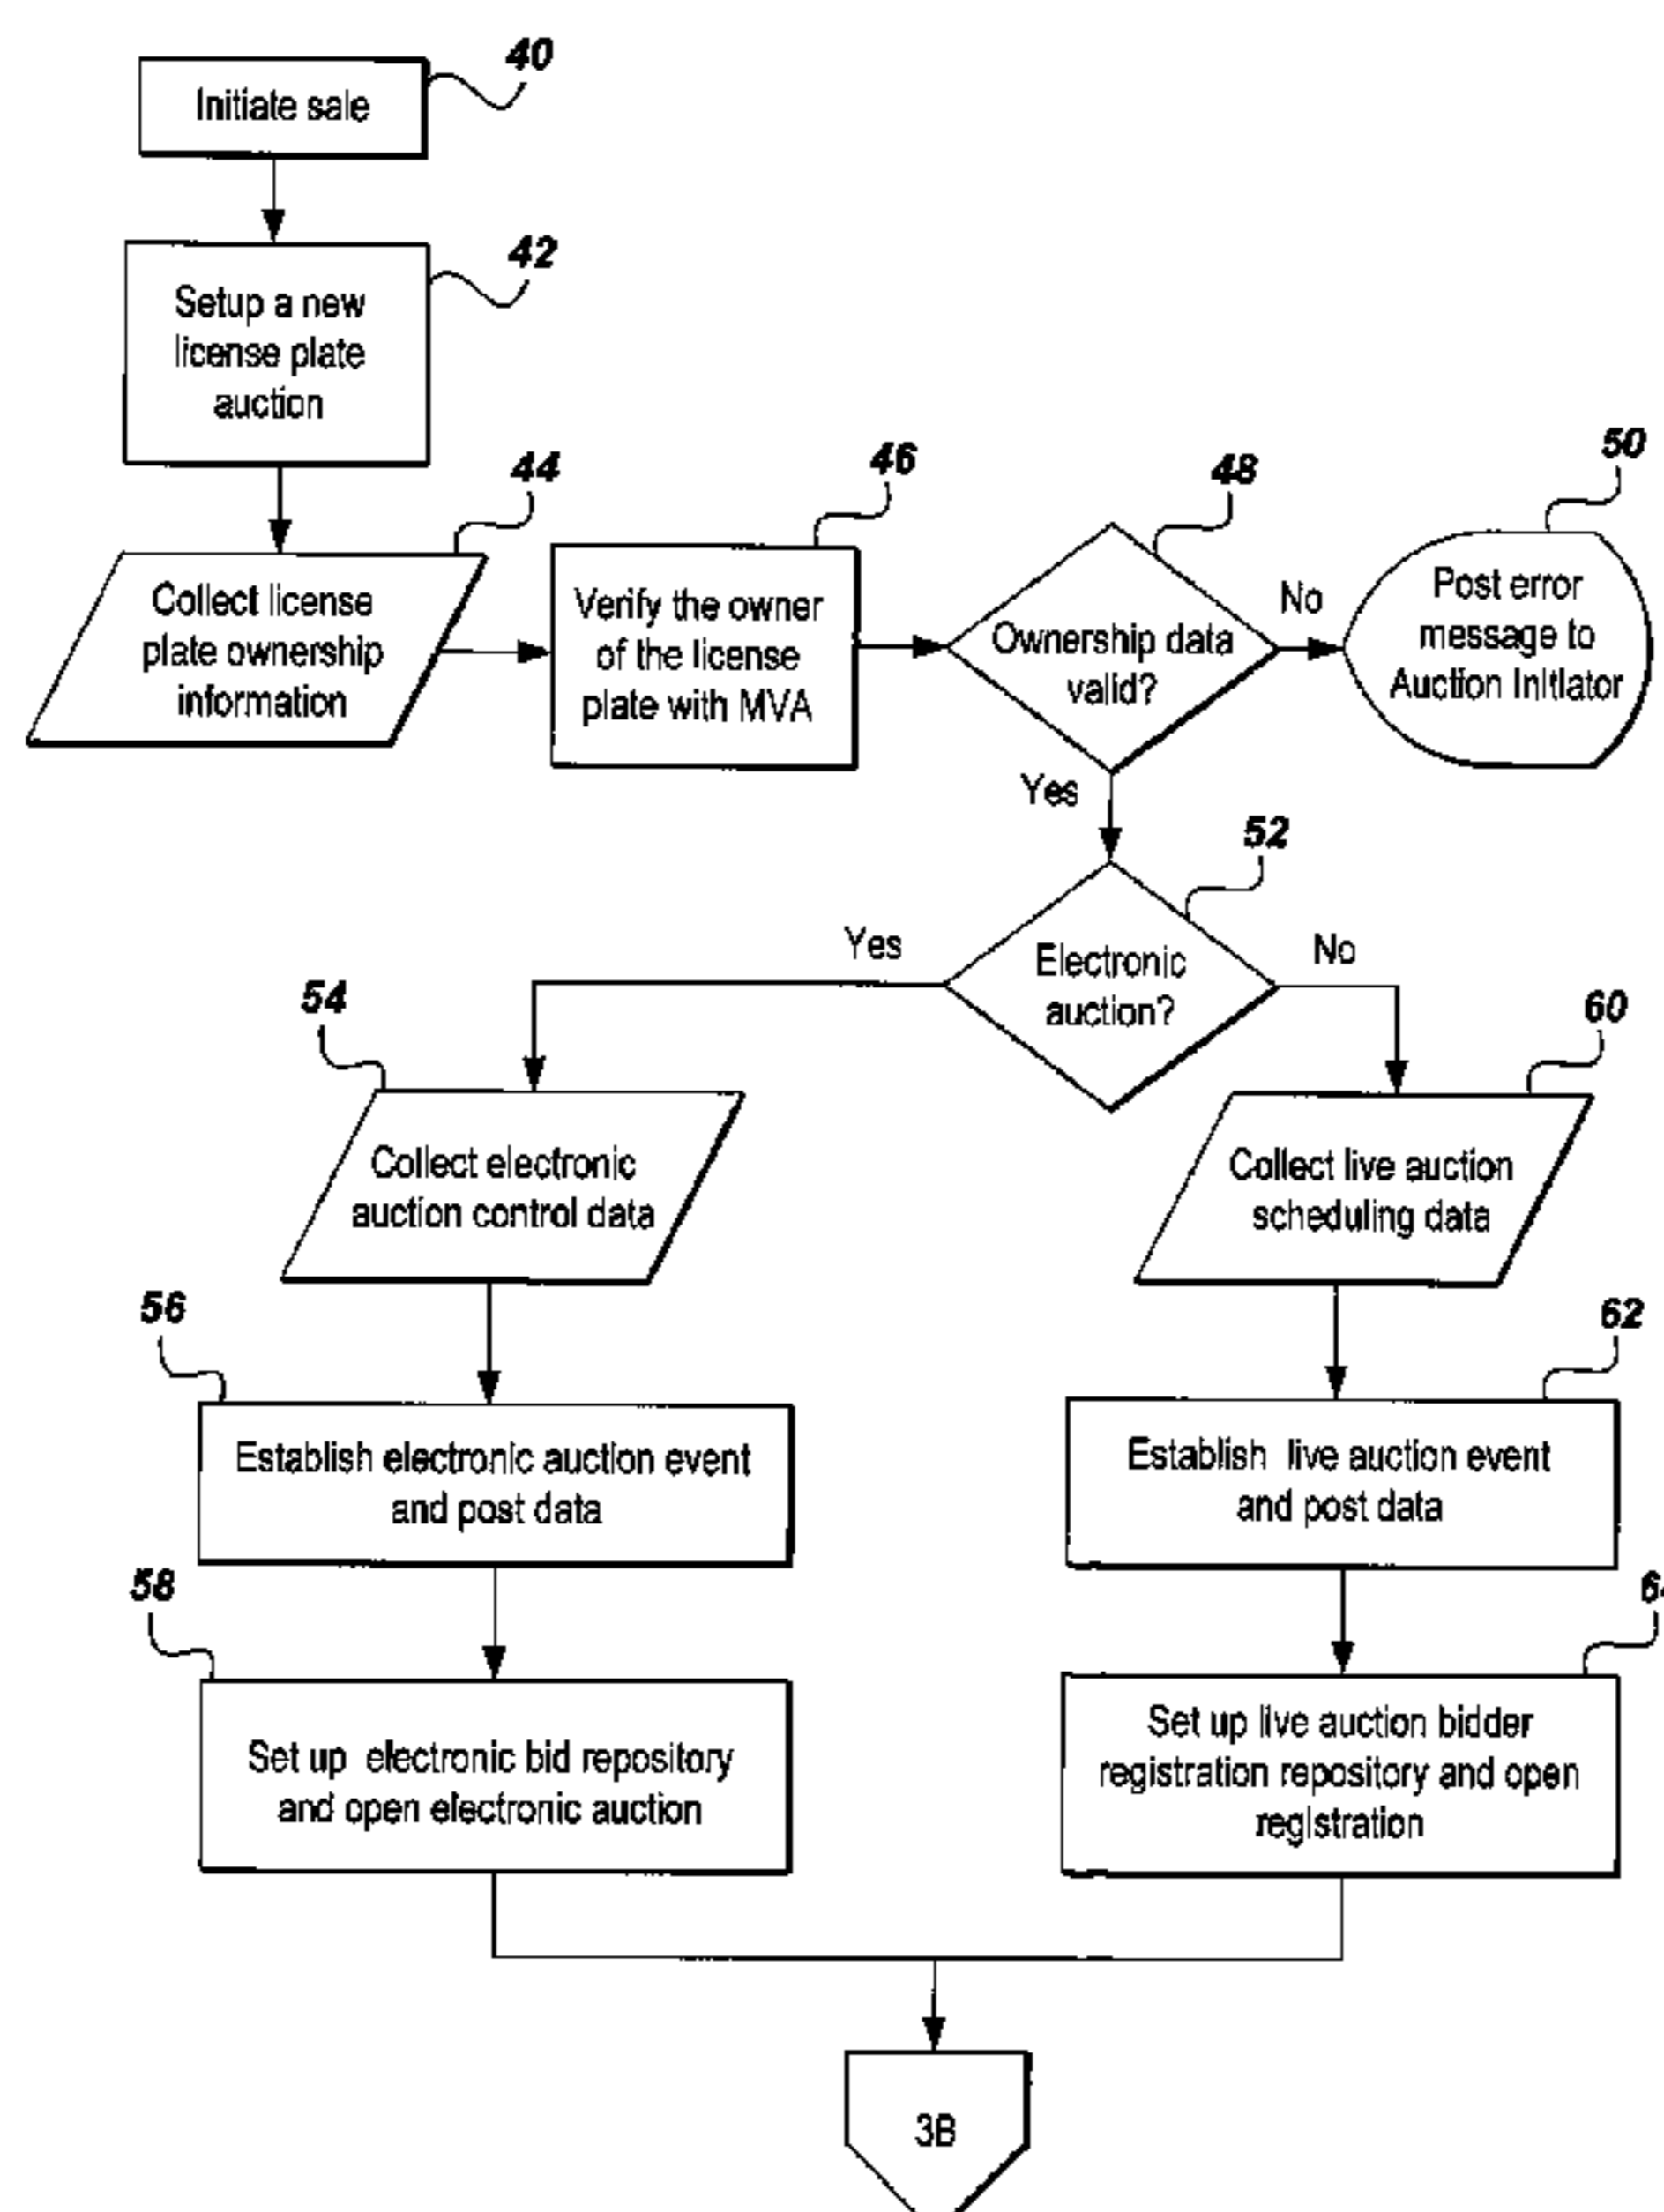 40
Initiate sale
42
Setup a new
license plate
auction
44
Collect license
plate ownership
information
46
Verify the owner
of the license
plate with MVA
48
Ownership data
valid?
No
50
Post error
message to
Auction Initiator
Yes
52
Electronic
auction?
Yes
No
54
Collect electronic
auction control data
60
Collect live auction
scheduling data
56
Establish electronic auction event
and post data
62
Establish live auction event
and post data
58
Set up electronic bid repository
and open electronic auction
Set up live auction bidder
registration repository and open
registration
3B